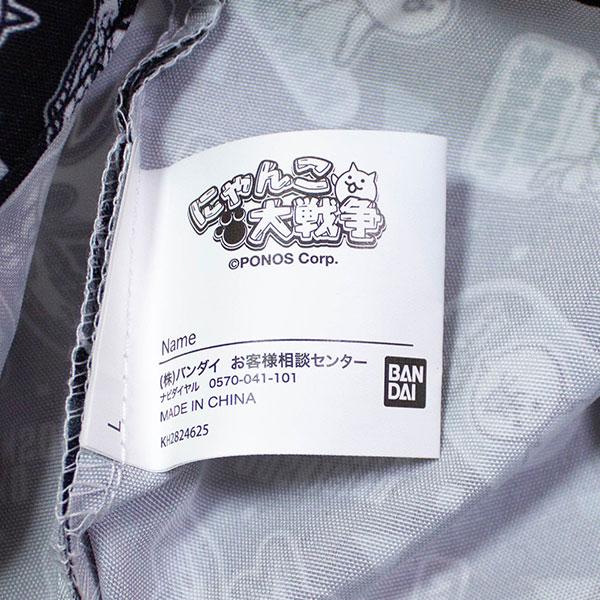 にゃんこ
大戦争
©PONOS Corp.
Name
(株)バンダイ お客様相談センター
ナビダイヤル 0570-041-101
MADE IN CHINA
KH2824625
BAN
DAI